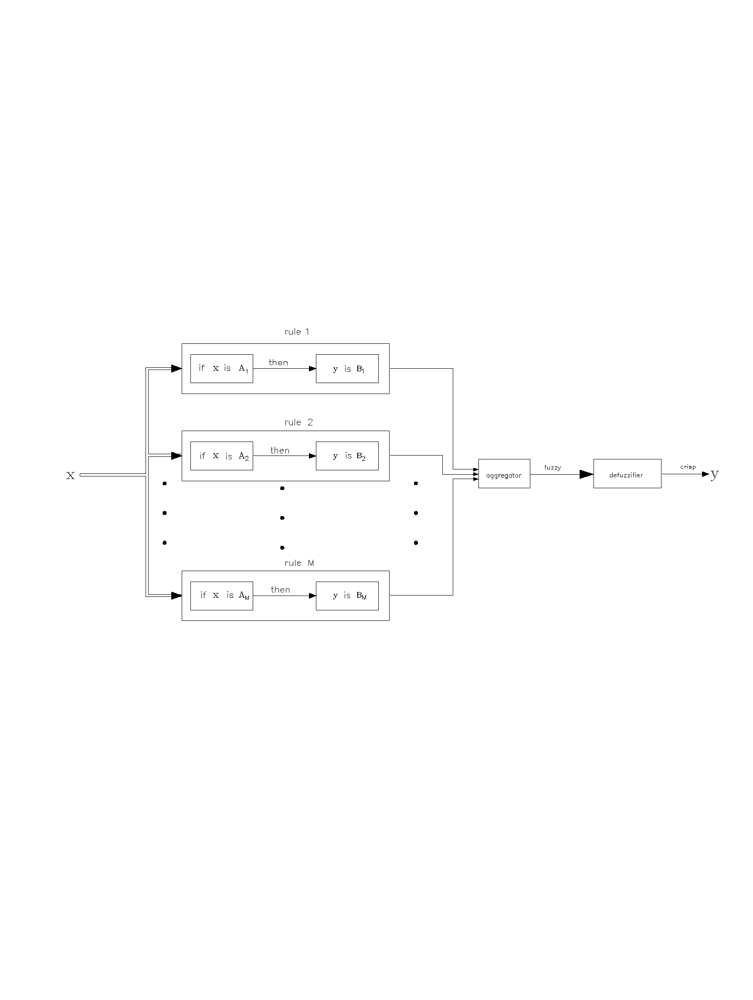 rule 1
if x is A1
then
y is B1
rule 2
if x is A2
then
y is B2
x
aggregator
fuzzy
defuzzifier
crisp
y
rule M
if x is AM
then
y is BM